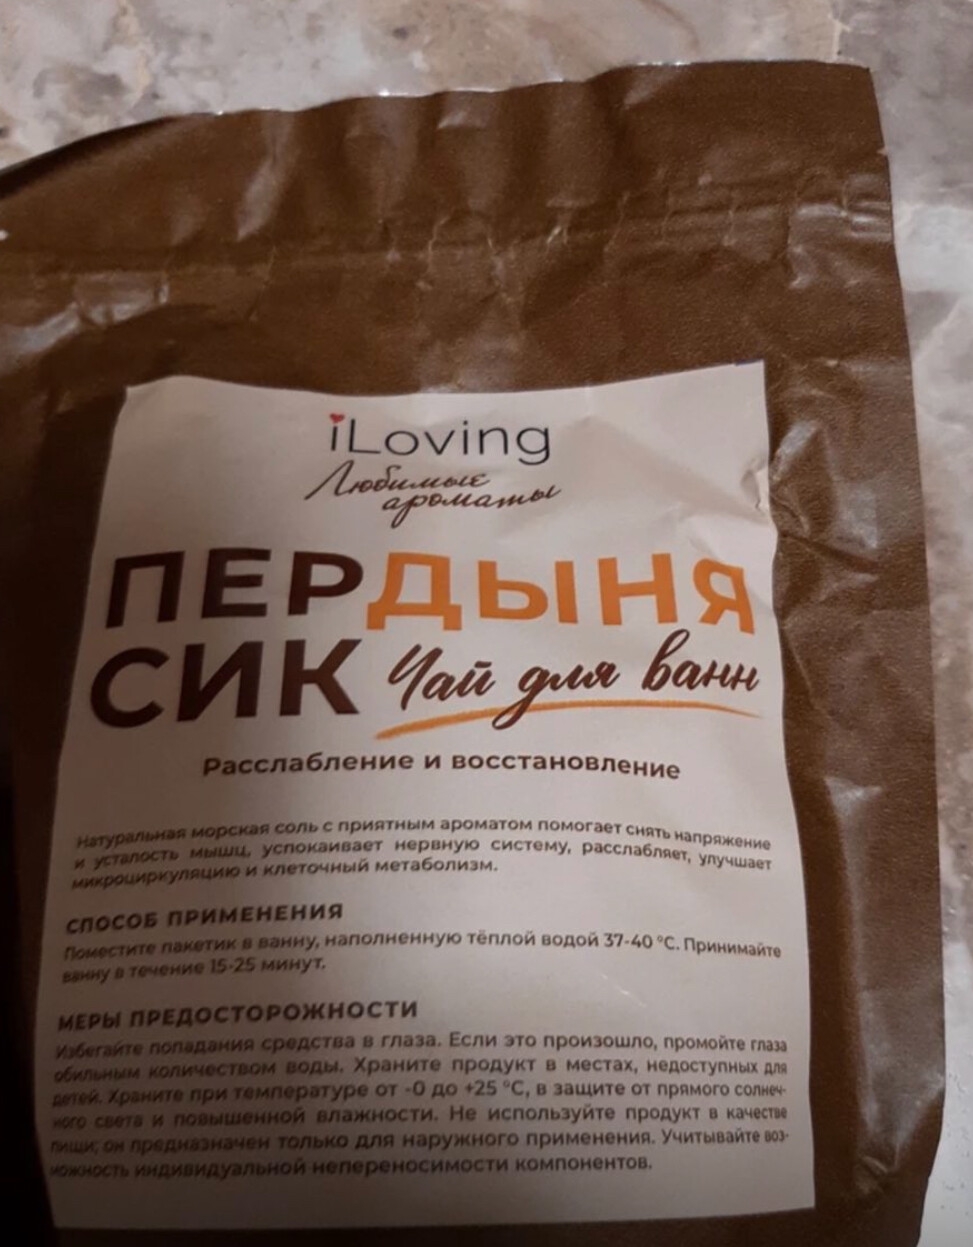 iLoving
Любимые
ароматы
ПЕРДЫНЯ
СИК Чай для ванн
Расслабление и восстановление
Натуральная морская соль с приятным ароматом помогает снять напряжение
и усталость мышц, успокаивает нервную систему, расслабляет, улучшает
микроциркуляцию и клеточный метаболизм.
СПОСОБ ПРИМЕНЕНИЯ
Поместите пакетик в ванну, наполненную тёплой водой 37-40 °C. Принимайте
ванну в течение 15-25 минут.
МЕРЫ ПРЕДОСТОРОЖНОСТИ
Избегайте попадания средства в глаза. Если это произошло, промойте глаза
обильным количеством воды. Храните продукт в местах, недоступных для
детей. Храните при температуре от -0 до +25 °C, в защите от прямого солнеч-
ного света и повышенной влажности. Не используйте продукт в качестве
пищи; он предназначен только для наружного применения. Учитывайте воз-
можность индивидуальной непереносимости компонентов.